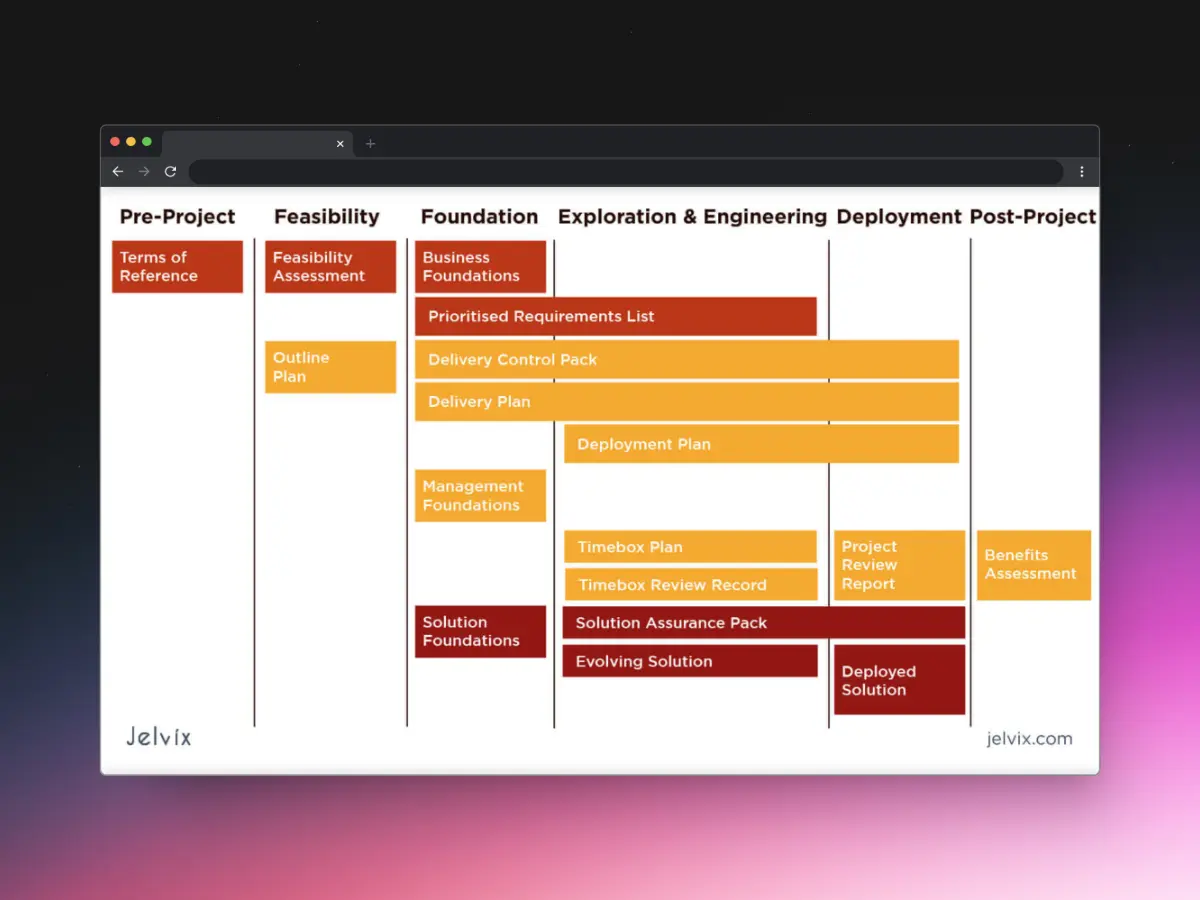 Pre-Project
Feasibility
Foundation
Exploration & Engineering
Deployment
Post-Project
Terms of
Reference
Feasibility
Assessment
Business
Foundations
Prioritised Requirements List
Outline
Plan
Delivery Control Pack
Delivery Plan
Deployment Plan
Management
Foundations
Timebox Plan
Timebox Review Record
Project
Review
Report
Benefits
Assessment
Solution
Foundations
Solution Assurance Pack
Evolving Solution
Deployed
Solution
Jelvix
jelvix.com